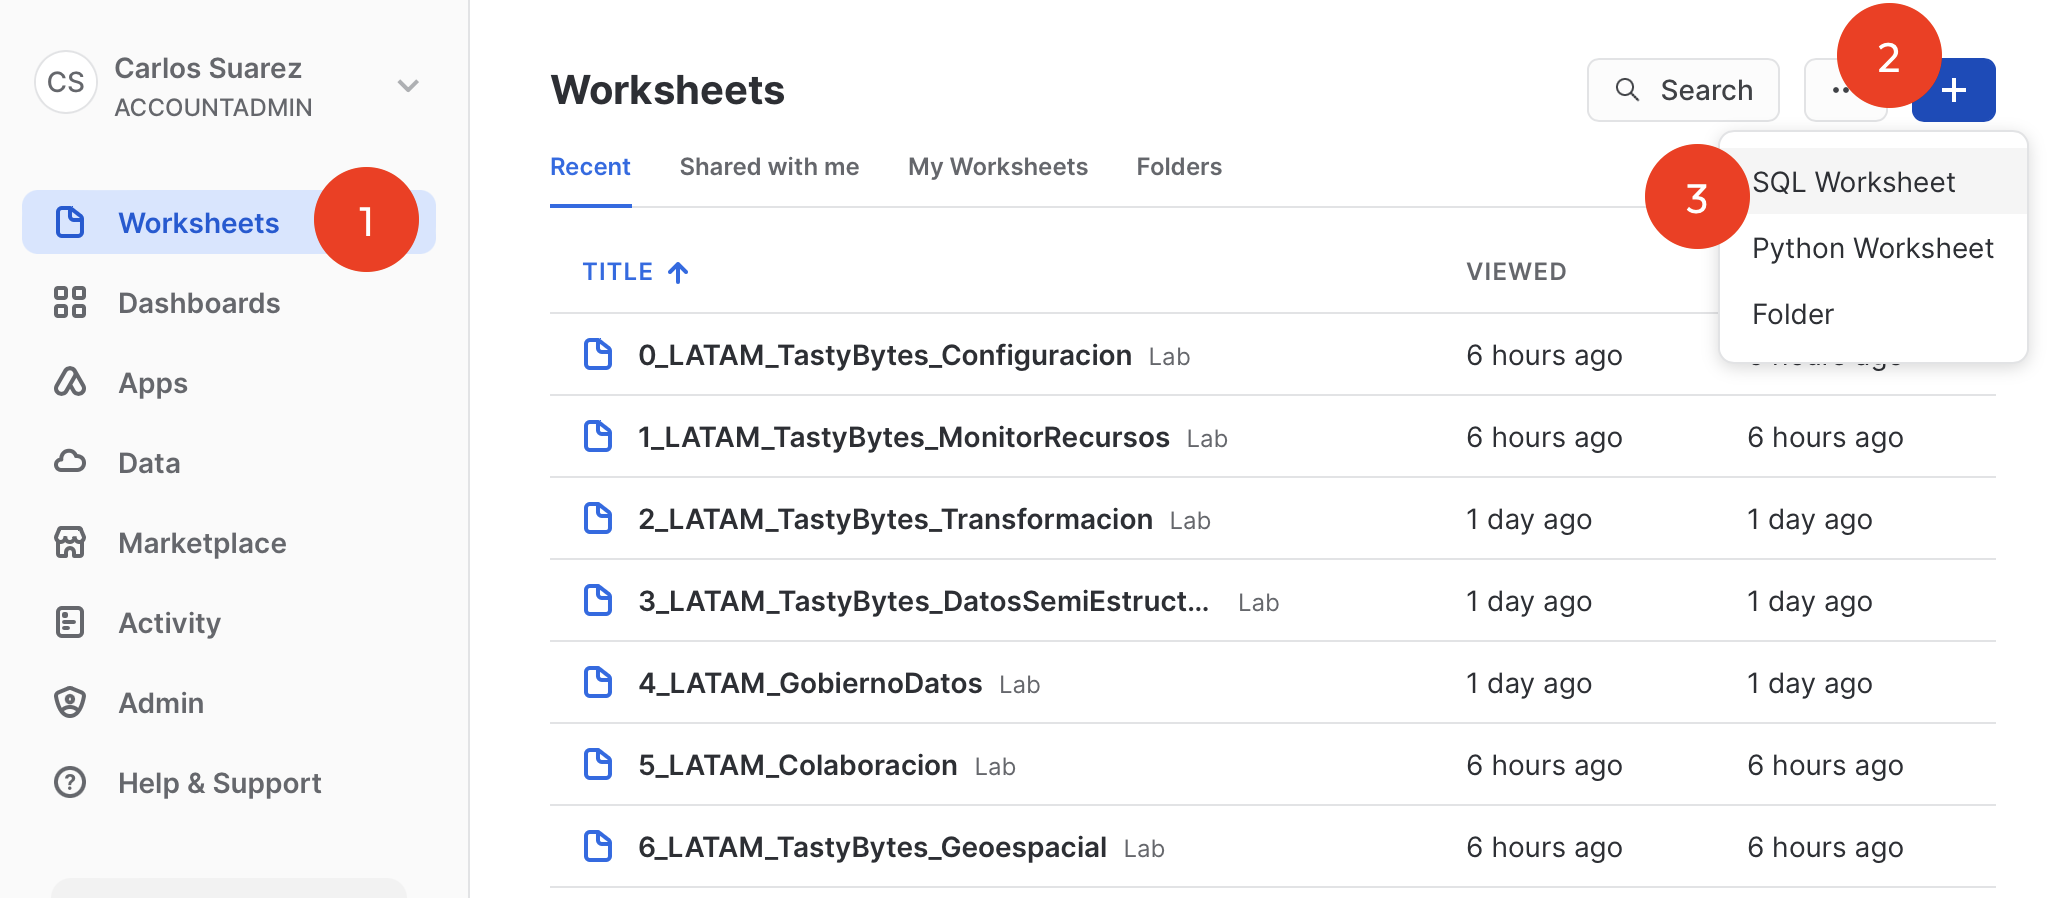 CS
Carlos Suarez
ACCOUNTADMIN
Worksheets
1
Dashboards
Apps
Data
Marketplace
Activity
Admin
Help & Support
Worksheets
Search
2
+
Recent
Shared with me
My Worksheets
Folders
3
SQL Worksheet
Python Worksheet
Folder
TITLE
VIEWED
0_LATAM_TastyBytes_Configuracion Lab 6 hours ago
1_LATAM_TastyBytes_MonitorRecursos Lab 6 hours ago 6 hours ago
2_LATAM_TastyBytes_Transformacion Lab 1 day ago 1 day ago
3_LATAM_TastyBytes_DatosSemiEstruct... Lab 1 day ago 1 day ago
4_LATAM_GobiernoDatos Lab 1 day ago 1 day ago
5_LATAM_Colaboracion Lab 6 hours ago 6 hours ago
6_LATAM_TastyBytes_Geoespacial Lab 6 hours ago 6 hours ago